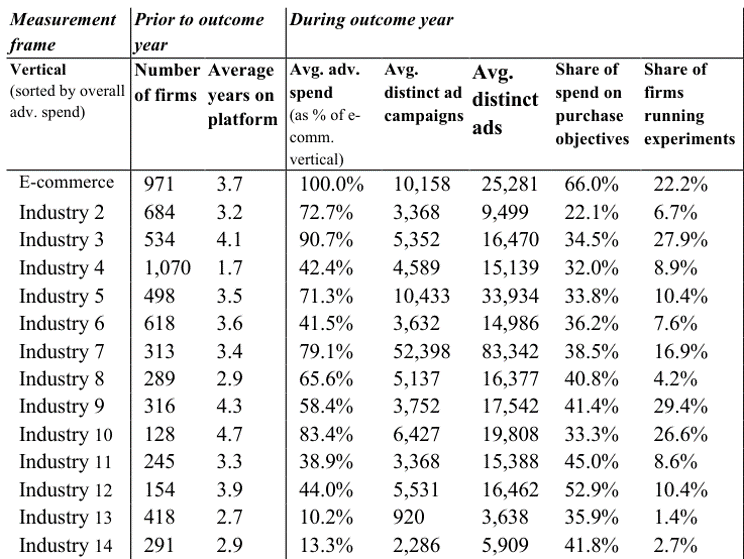 Measurement frame Prior to outcome year During outcome year
Vertical (sorted by overall adv. spend) Number of firms Average years on platform Avg. adv. spend (as % of e-comm. vertical) Avg. distinct ad campaigns Avg. distinct ads Share of spend on purchase objectives Share of firms running experiments
E-commerce 971 3.7 100.0% 10,158 25,281 66.0% 22.2%
Industry 2 684 3.2 72.7% 3,368 9,499 22.1% 6.7%
Industry 3 534 4.1 90.7% 5,352 16,470 34.5% 27.9%
Industry 4 1,070 1.7 42.4% 4,589 15,139 32.0% 8.9%
Industry 5 498 3.5 71.3% 10,433 33,934 33.8% 10.4%
Industry 6 618 3.6 41.5% 3,632 14,986 36.2% 7.6%
Industry 7 313 3.4 79.1% 52,398 83,342 38.5% 16.9%
Industry 8 289 2.9 65.6% 5,137 16,377 40.8% 4.2%
Industry 9 316 4.3 58.4% 3,752 17,542 41.4% 29.4%
Industry 10 128 4.7 83.4% 6,427 19,808 33.3% 26.6%
Industry 11 245 3.3 38.9% 3,368 15,388 45.0% 8.6%
Industry 12 154 3.9 44.0% 5,531 16,462 52.9% 10.4%
Industry 13 418 2.7 10.2% 920 3,638 35.9% 1.4%
Industry 14 291 2.9 13.3% 2,286 5,909 41.8% 2.7%